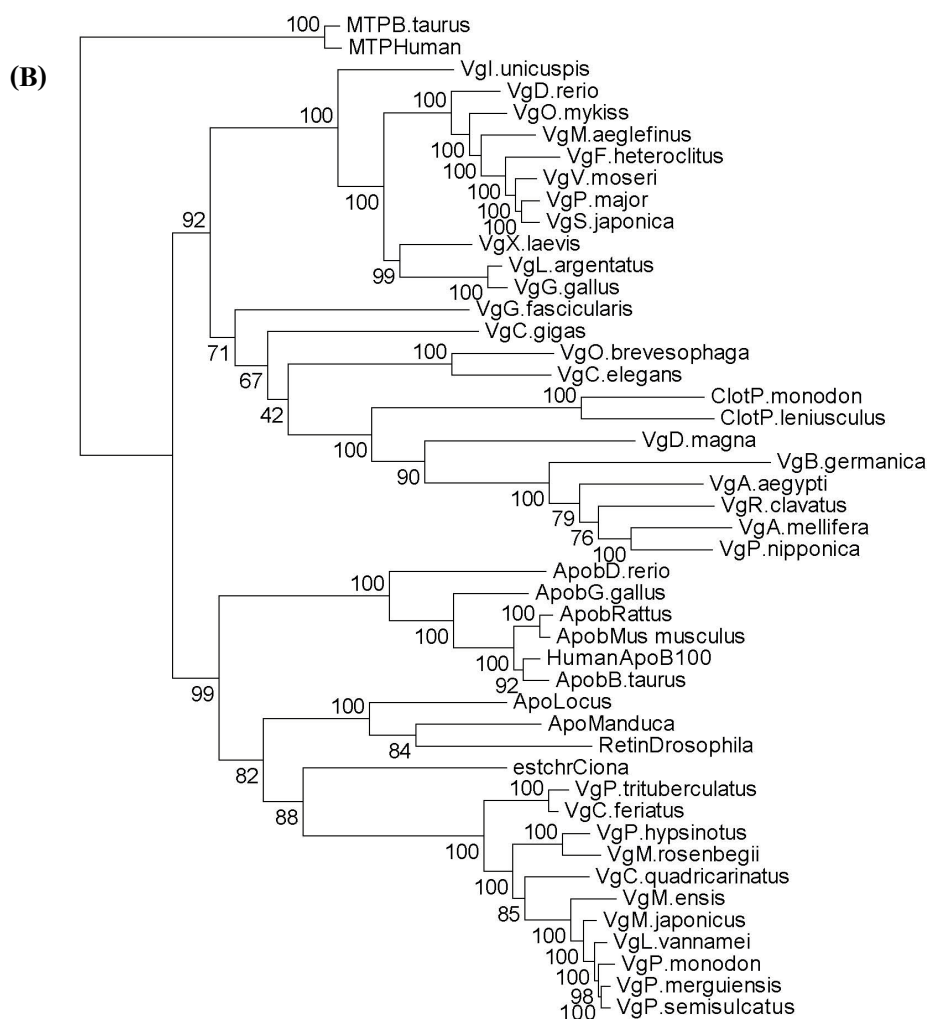 100 MTPB.taurus
MTPHuman
(B)
VgI.unicuspis
100 VgD.rerio
100
VgO.mykiss
VgM.aeglefinus
100
VgF.heteroclitus
100
VgV.moseri
100
100
VgP.major
100
VgS.japonica
100
92
VgX.laevis
VgL.argentatus
99
100 VgG.gallus
VgG.fascicularis
VgC.gigas
71
100 VgO.brevesophaga
67
VgC.elegans
100 ClotP.monodon
42
ClotP.leniusculus
100
VgD.magna
90
VgB.germanica
VgA.aegypti
100
VgR.clavatus
79
VgA.mellifera
76
100 VgP.nipponica
ApobD.rerio
100
ApobG.gallus
100 ApobRattus
ApobMus musculus
100
HumanApoB100
100
92 ApobB.taurus
99
100 ApoLocus
ApoManduca
84 RetinDrosophila
82
estchrCiona
100 VgP.trituberculatus
88
VgC.feriatus
100 VgP.hypsinotus
100
VgM.rosenbegii
VgC.quadricarinatus
100
VgM.ensis
85
VgM.japonicus
100
VgL.vannamei
100
VgP.monodon
100
VgP.merguiensis
98
100 VgP.semisulcatus